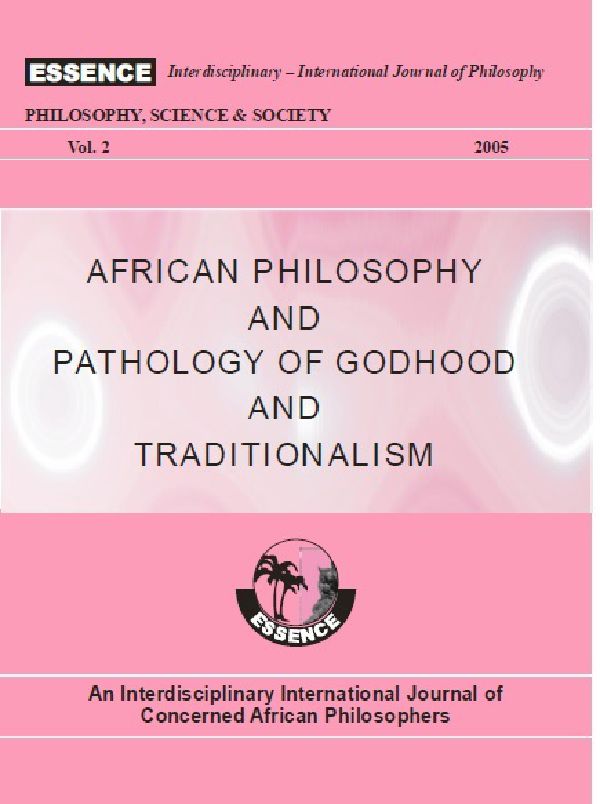 ESSENCE Interdisciplinary – International Journal of Philosophy
PHILOSOPHY, SCIENCE & SOCIETY
Vol. 2 2005
AFRICAN PHILOSOPHY
AND
PATHOLOGY OF GODHOOD
AND
TRADITIONALISM
ESSENCE
An Interdisciplinary International Journal of
Concerned African Philosophers